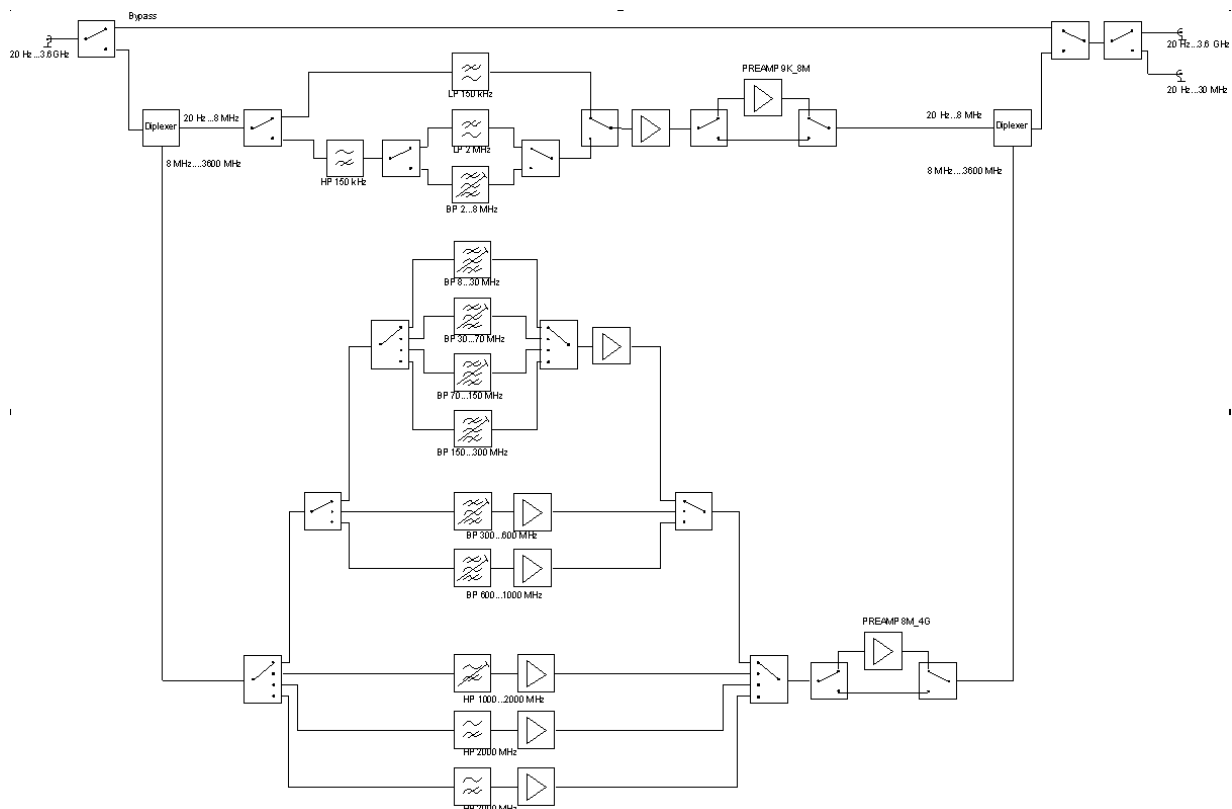 Bypass
20 Hz...3.6 GHz
20 Hz...3.6 GHz
20 Hz...30 MHz
PREAMP 9K_8M
LP 150 kHz
Diplexer
20 Hz...8 MHz
20 Hz...8 MHz
Diplexer
LP 2 MHz
8 MHz....3600 MHz
HP 150 kHz
8 MHz....3600 MHz
BP 2...8 MHz
BP 8...30 MHz
BP 30...70 MHz
BP 70...150 MHz
BP 150...300 MHz
BP 300...600 MHz
BP 600...1000 MHz
PREAMP 8M_4G
HP 1000...2000 MHz
HP 2000 MHz
HP 2000 MHz